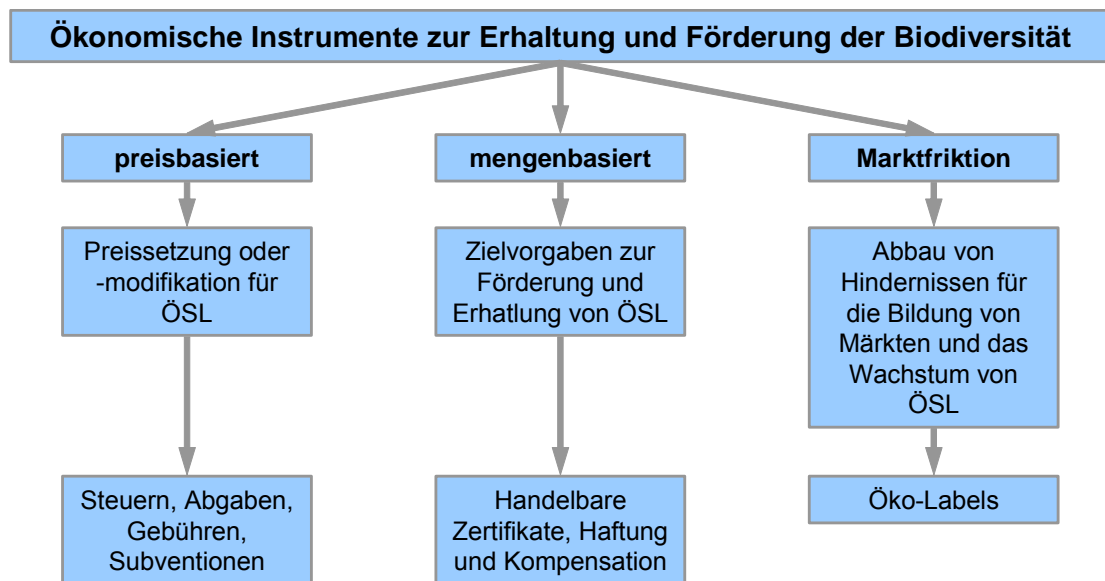 Ökonomische Instrumente zur Erhaltung und Förderung der Biodiversität
preisbasiert
mengenbasiert
Marktfriktion
Preissetzung oder
-modifikation für
ÖSL
Zielvorgaben zur
Förderung und
Erhatlung von ÖSL
Abbau von
Hindernissen für
die Bildung von
Märkten und das
Wachstum von
ÖSL
Steuern, Abgaben,
Gebühren,
Subventionen
Handelbare
Zertifikate, Haftung
und Kompensation
Öko-Labels